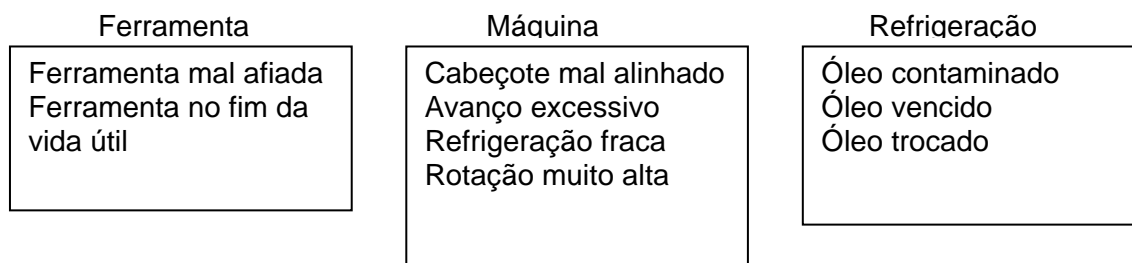 Ferramenta
Ferramenta mal afiada
Ferramenta no fim da
vida útil
Máquina
Cabeçote mal alinhado
Avanço excessivo
Refrigeração fraca
Rotação muito alta
Refrigeração
Óleo contaminado
Óleo vencido
Óleo trocado